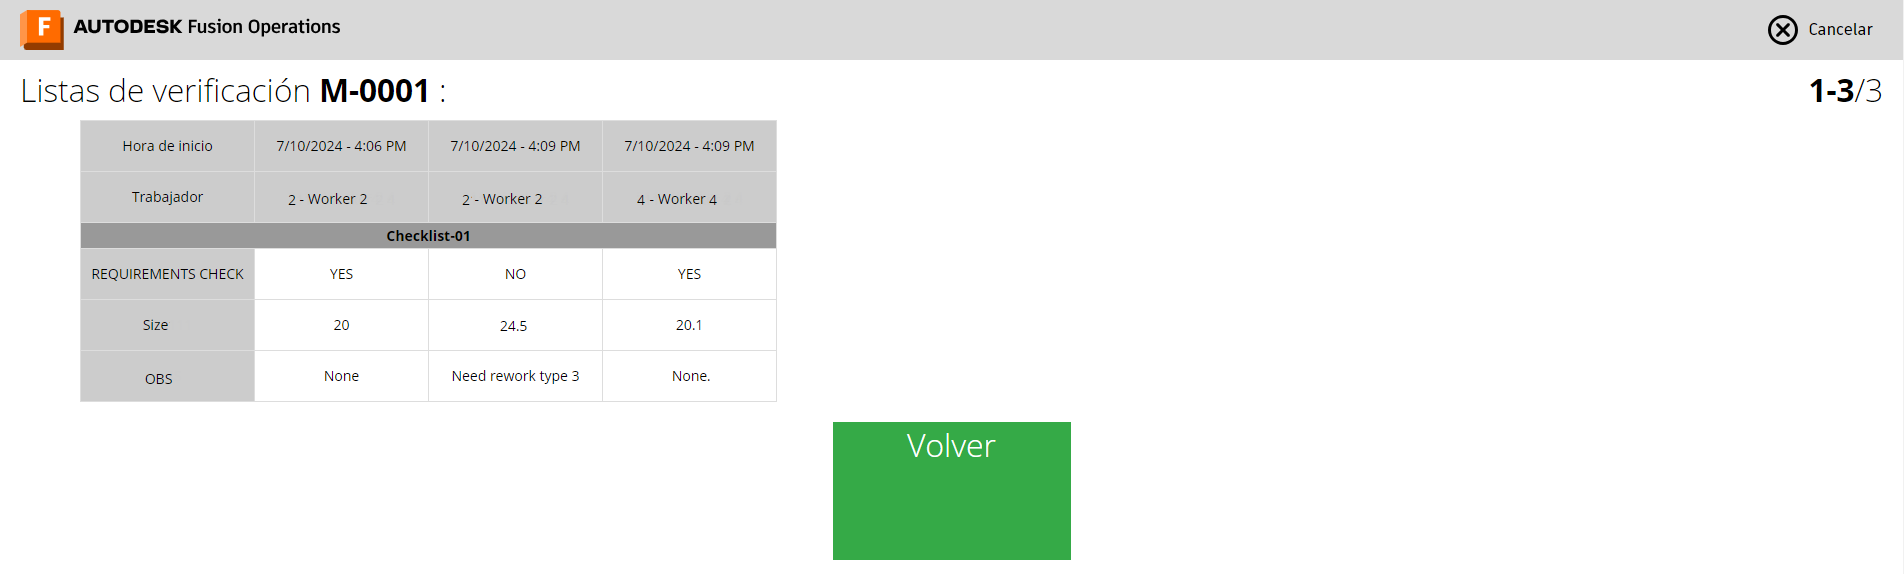 F AUTODESK Fusion Operations
Cancelar
Listas de verificación M-0001 :
1-3/3
Hora de inicio 7/10/2024 - 4:06 PM 7/10/2024 - 4:09 PM 7/10/2024 - 4:09 PM
Trabajador 2 - Worker 2 2 - Worker 2 4 - Worker 4
Checklist-01
REQUIREMENTS CHECK YES NO YES
Size 20 24.5 20.1
OBS None Need rework type 3 None.
Volver